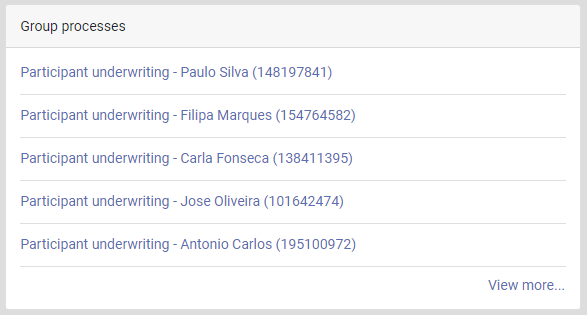 Group processes
Participant underwriting - Paulo Silva (148197841)
Participant underwriting - Filipa Marques (154764582)
Participant underwriting - Carla Fonseca (138411395)
Participant underwriting - Jose Oliveira (101642474)
Participant underwriting - Antonio Carlos (195100972)
View more...